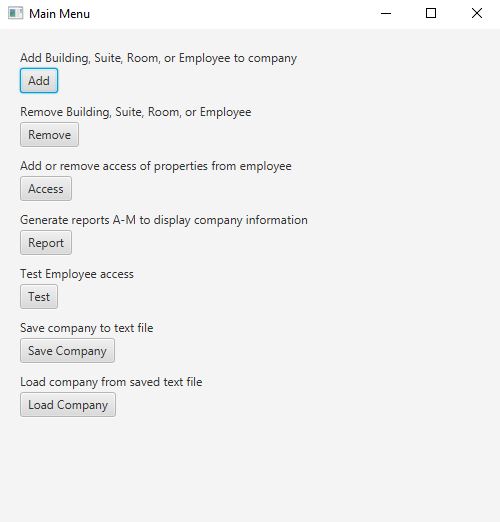 Main Menu
Add Building, Suite, Room, or Employee to company
Add
Remove Building, Suite, Room, or Employee
Remove
Add or remove access of properties from employee
Access
Generate reports A-M to display company information
Report
Test Employee access
Test
Save company to text file
Save Company
Load company from saved text file
Load Company